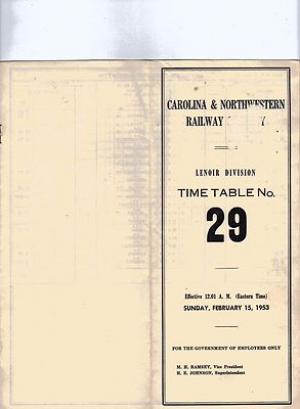 CAROLINA & NORTHWESTERN
RAILWAY
LENOIR DIVISION
TIME TABLE No.
29
Effective 12.01 A. M. (Eastern Time)
SUNDAY, FEBRUARY 15, 1953
FOR THE GOVERNMENT OF EMPLOYEES ONLY
M. H. RAMSEY, Vice President
H. E. JOHNSON, Superintendent